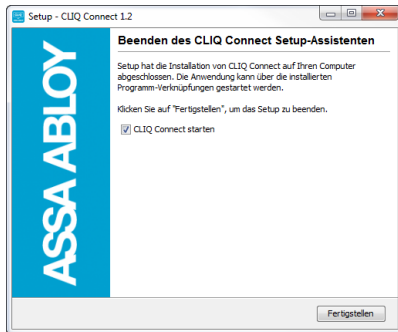 Setup - CLIQ Connect 1.2
ASSA ABLOY
Beenden des CLIQ Connect Setup-Assistenten
Setup hat die Installation von CLIQ Connect auf Ihren Computer
abgeschlossen. Die Anwendung kann über die installierten
Programm-Verknüpfungen gestartet werden.
Klicken Sie auf "Fertigstellen", um das Setup zu beenden.
CLIQ Connect starten
Fertigstellen